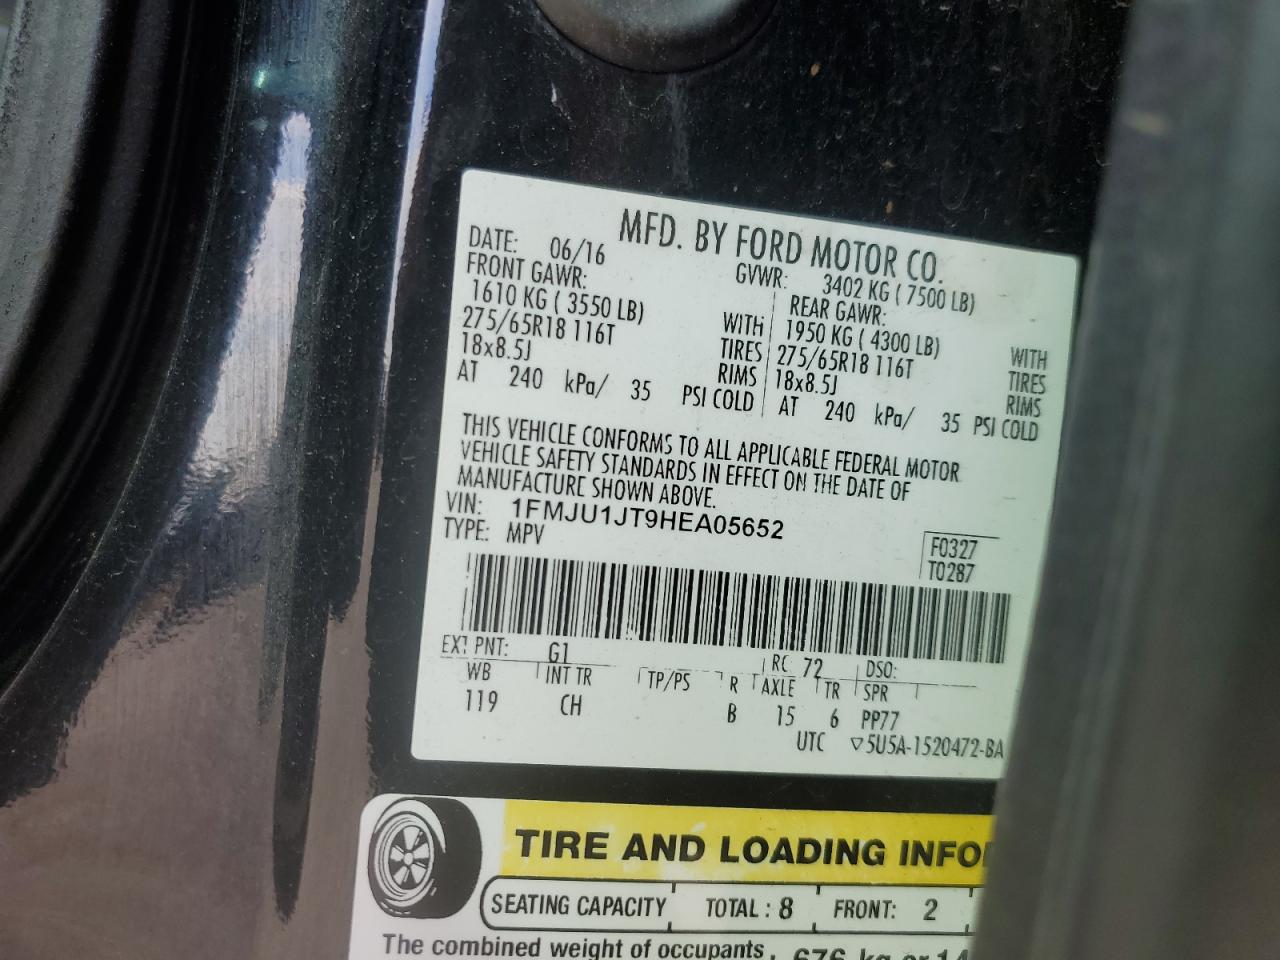 MFD. BY FORD MOTOR CO.
DATE: 06/16 GVWR: 3402 KG ( 7500 LB)
FRONT GAWR: REAR GAWR:
1610 KG ( 3550 LB) WITH 1950 KG ( 4300 LB) WITH
275/65R18 116T TIRES 275/65R18 116T TIRES
18x8.5J RIMS 18x8.5J RIMS
AT 240 kPa/ 35 PSI COLD AT 240 kPa/ 35 PSI COLD
THIS VEHICLE CONFORMS TO ALL APPLICABLE FEDERAL MOTOR
VEHICLE SAFETY STANDARDS IN EFFECT ON THE DATE OF
MANUFACTURE SHOWN ABOVE.
VIN: 1FMJU1JT9HEA05652
TYPE: MPV
F0327
T0287
EXT PNT: G1 RC 72 DSO:
WB INT TR TP/PS R AXLE TR SPR
119 CH B 15 6 PP77
UTC ▽5U5A-1520472-BA
TIRE AND LOADING INFO
SEATING CAPACITY TOTAL : 8 FRONT: 2
The combined weight of occupants 676 kg or 14